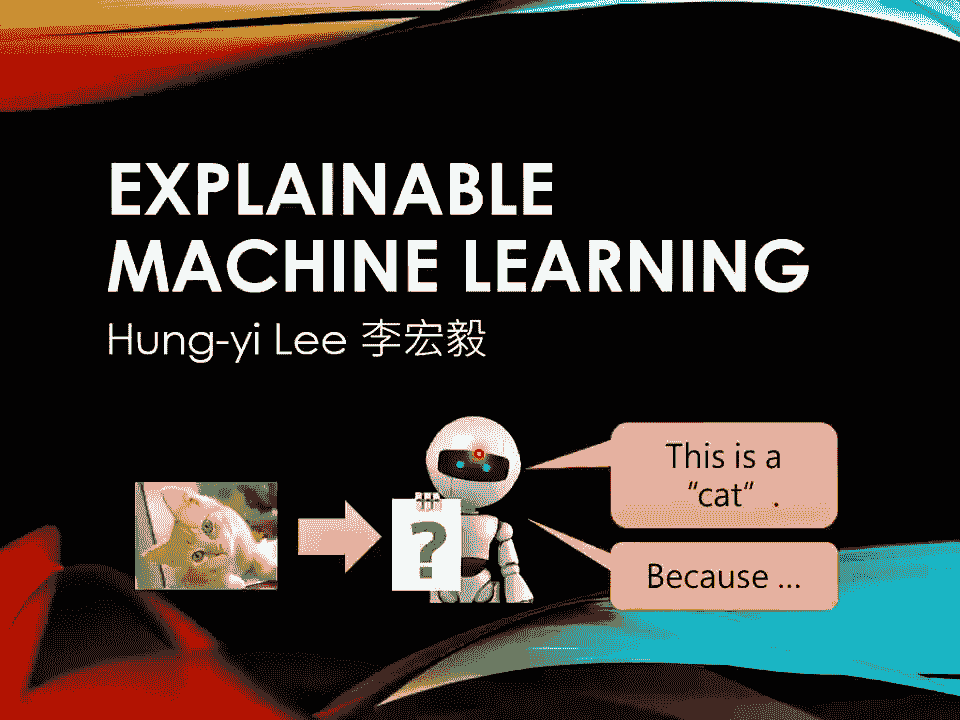 EXPLAINABLE
MACHINE LEARNING
Hung-yi Lee 李宏毅
?
This is a
“cat” .
Because …